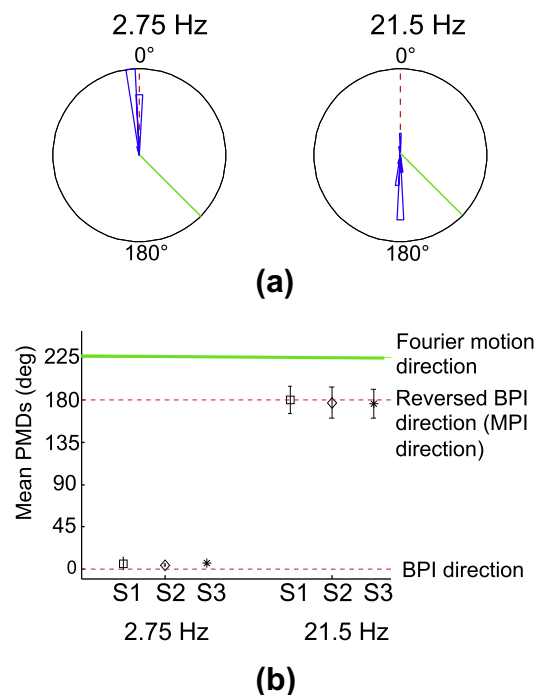 2.75 Hz
21.5 Hz
0°
0°
180°
180°
(a)
Mean PMDs (deg)
225
180
135
90
45
0
Fourier motion
direction
Reversed BPI
direction (MPI
direction)
BPI direction
S1 S2 S3 S1 S2 S3
2.75 Hz 21.5 Hz
(b)